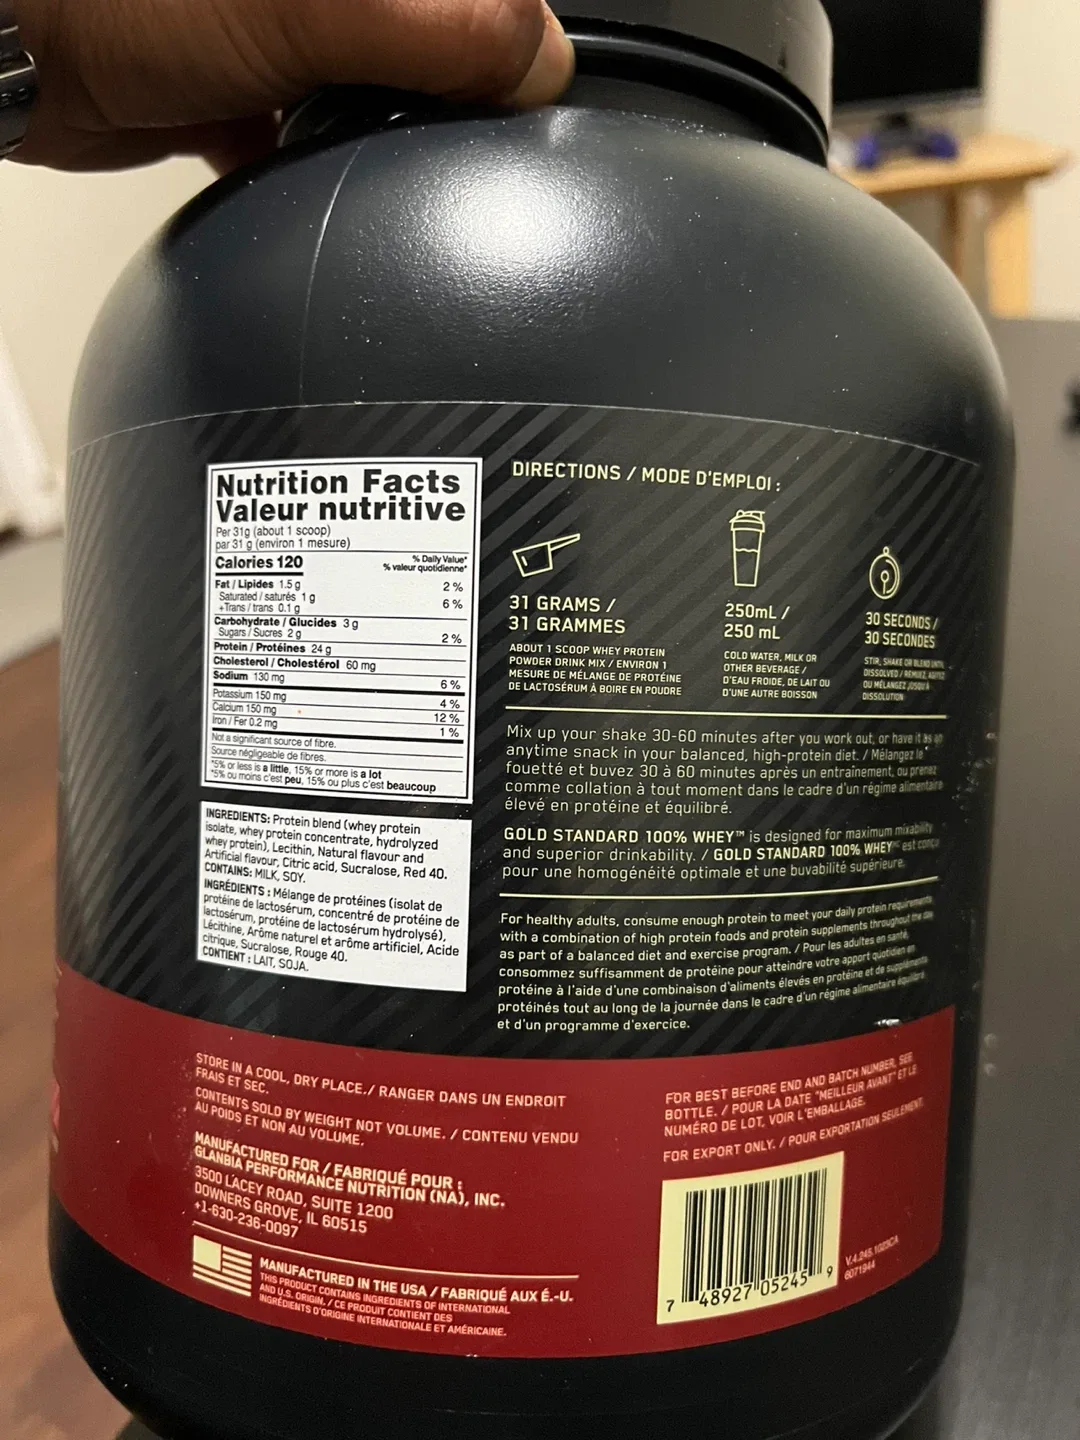 Nutrition Facts
Valeur nutritive
Per 31g (about 1 scoop)
par 31 g (environ 1 mesure)
Calories 120
% Daily Value*
% valeur quotidienne*
Fat / Lipides 1.5 g 2 %
Saturated / saturés 1 g
+Trans / trans 0.1 g 6 %
Carbohydrate / Glucides 3 g
Sugars / Sucres 2 g 2 %
Protein / Protéines 24 g
Cholesterol / Cholestérol 60 mg
Sodium 130 mg 6 %
Potassium 150 mg 4 %
Calcium 150 mg 12 %
Iron / Fer 0.2 mg 1 %
Not a significant source of fibre.
Source négligeable de fibres.
*5% or less is a little, 15% or more is a lot
*5% ou moins c'est peu, 15% ou plus c'est beaucoup
INGREDIENTS: Protein blend (whey protein
isolate, whey protein concentrate, hydrolyzed
whey protein), Lecithin, Natural flavour and
Artificial flavour, Citric acid, Sucralose, Red 40.
CONTAINS: MILK, SOY.
INGRÉDIENTS : Mélange de protéines (isolat de
protéine de lactosérum, concentré de protéine de
lactosérum, protéine de lactosérum hydrolysé),
Lécithine, Arôme naturel et arôme artificiel, Acide
citrique, Sucralose, Rouge 40.
CONTIENT : LAIT, SOJA.
DIRECTIONS / MODE D'EMPLOI :
31 GRAMS /
31 GRAMMES
ABOUT 1 SCOOP WHEY PROTEIN
POWDER DRINK MIX / ENVIRON 1
MESURE DE MÉLANGE DE PROTÉINE
DE LACTOSÉRUM À BOIRE EN POUDRE
250mL /
250 mL
COLD WATER, MILK OR
OTHER BEVERAGE /
D'EAU FROIDE, DE LAIT OU
D'UNE AUTRE BOISSON
30 SECONDS /
30 SECONDES
STIR, SHAKE OR BLEND UNTIL
DISSOLVED / REMUEZ, AGITEZ
OU MÉLANGEZ JUSQU'À
DISSOLUTION
Mix up your shake 30-60 minutes after you work out, or have it as an
anytime snack in your balanced, high-protein diet. / Mélangez le
fouetté et buvez 30 à 60 minutes après un entraînement, ou prenez
comme collation à tout moment dans le cadre d'un régime alimentaire
élevé en protéine et équilibré.
GOLD STANDARD 100% WHEY™ is designed for maximum mixability
and superior drinkability. / GOLD STANDARD 100% WHEY est conçu
pour une homogénéité optimale et une buvabilité supérieure.
For healthy adults, consume enough protein to meet your daily protein requirements
with a combination of high protein foods and protein supplements throughout the day
as part of a balanced diet and exercise program. / Pour les adultes en santé,
consommez suffisamment de protéine pour atteindre votre apport quotidien en
protéine à l'aide d'une combinaison d'aliments élevés en protéine et de suppléments
protéinés tout au long de la journée dans le cadre d'un régime alimentaire équilibré
et d'un programme d'exercice.
STORE IN A COOL, DRY PLACE./ RANGER DANS UN ENDROIT
FRAIS ET SEC.
CONTENTS SOLD BY WEIGHT NOT VOLUME. / CONTENU VENDU
AU POIDS ET NON AU VOLUME.
MANUFACTURED FOR / FABRIQUÉ POUR :
GLANBIA PERFORMANCE NUTRITION (NA), INC.
3500 LACEY ROAD, SUITE 1200
DOWNERS GROVE, IL 60515
+1-630-236-0097
MANUFACTURED IN THE USA / FABRIQUÉ AUX É.-U.
THIS PRODUCT CONTAINS INGREDIENTS OF INTERNATIONAL
AND U.S. ORIGIN. / CE PRODUIT CONTIENT DES
INGRÉDIENTS D'ORIGINE INTERNATIONALE ET AMÉRICAINE.
FOR BEST BEFORE END AND BATCH NUMBER, SEE
BOTTLE. / POUR LA DATE "MEILLEUR AVANT" ET LE
NUMÉRO DE LOT, VOIR L'EMBALLAGE.
FOR EXPORT ONLY. / POUR EXPORTATION SEULEMENT.
7 48927 05245 9
V.4.245.1023CA
6071944